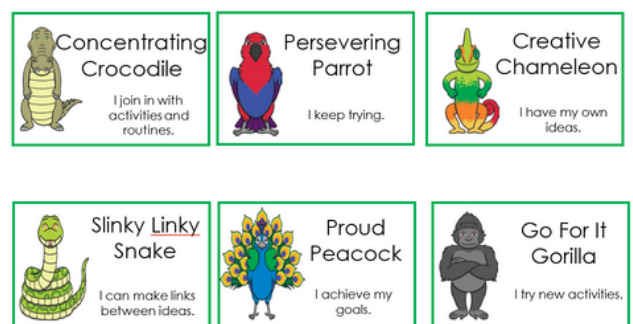 Concentrating
Crocodile
I join in with
activities and
routines.
Persevering
Parrot
I keep trying.
Creative
Chameleon
I have my own
ideas.
Slinky Linky
Snake
I can make links
between ideas.
Proud
Peacock
I achieve my
goals.
Go For It
Gorilla
I try new activities.